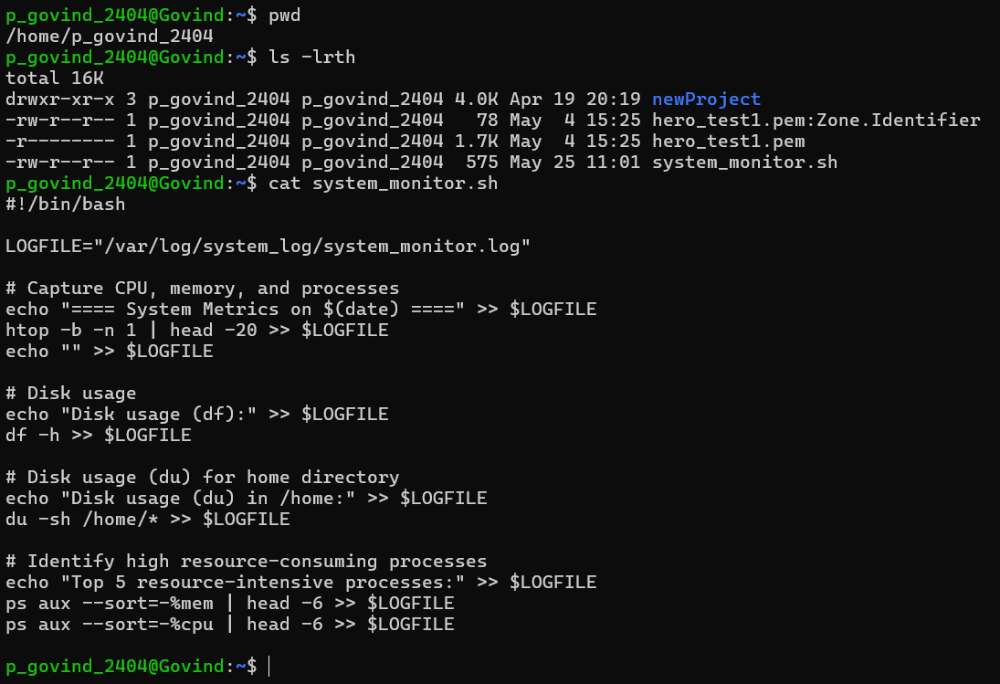 p_govind_2404@Govind:~$ pwd
/home/p_govind_2404
p_govind_2404@Govind:~$ ls -lrth
total 16K
drwxr-xr-x 3 p_govind_2404 p_govind_2404 4.0K Apr 19 20:19 newProject
-rw-r--r-- 1 p_govind_2404 p_govind_2404   78 May  4 15:25 hero_test1.pem:Zone.Identifier
-r-------- 1 p_govind_2404 p_govind_2404 1.7K May  4 15:25 hero_test1.pem
-rw-r--r-- 1 p_govind_2404 p_govind_2404  575 May 25 11:01 system_monitor.sh
p_govind_2404@Govind:~$ cat system_monitor.sh
#!/bin/bash

LOGFILE="/var/log/system_log/system_monitor.log"

# Capture CPU, memory, and processes
echo "==== System Metrics on $(date) ====" >> $LOGFILE
htop -b -n 1 | head -20 >> $LOGFILE
echo "" >> $LOGFILE

# Disk usage
echo "Disk usage (df):" >> $LOGFILE
df -h >> $LOGFILE

# Disk usage (du) for home directory
echo "Disk usage (du) in /home:" >> $LOGFILE
du -sh /home/* >> $LOGFILE

# Identify high resource-consuming processes
echo "Top 5 resource-intensive processes:" >> $LOGFILE
ps aux --sort=-%mem | head -6 >> $LOGFILE
ps aux --sort=-%cpu | head -6 >> $LOGFILE

p_govind_2404@Govind:~$